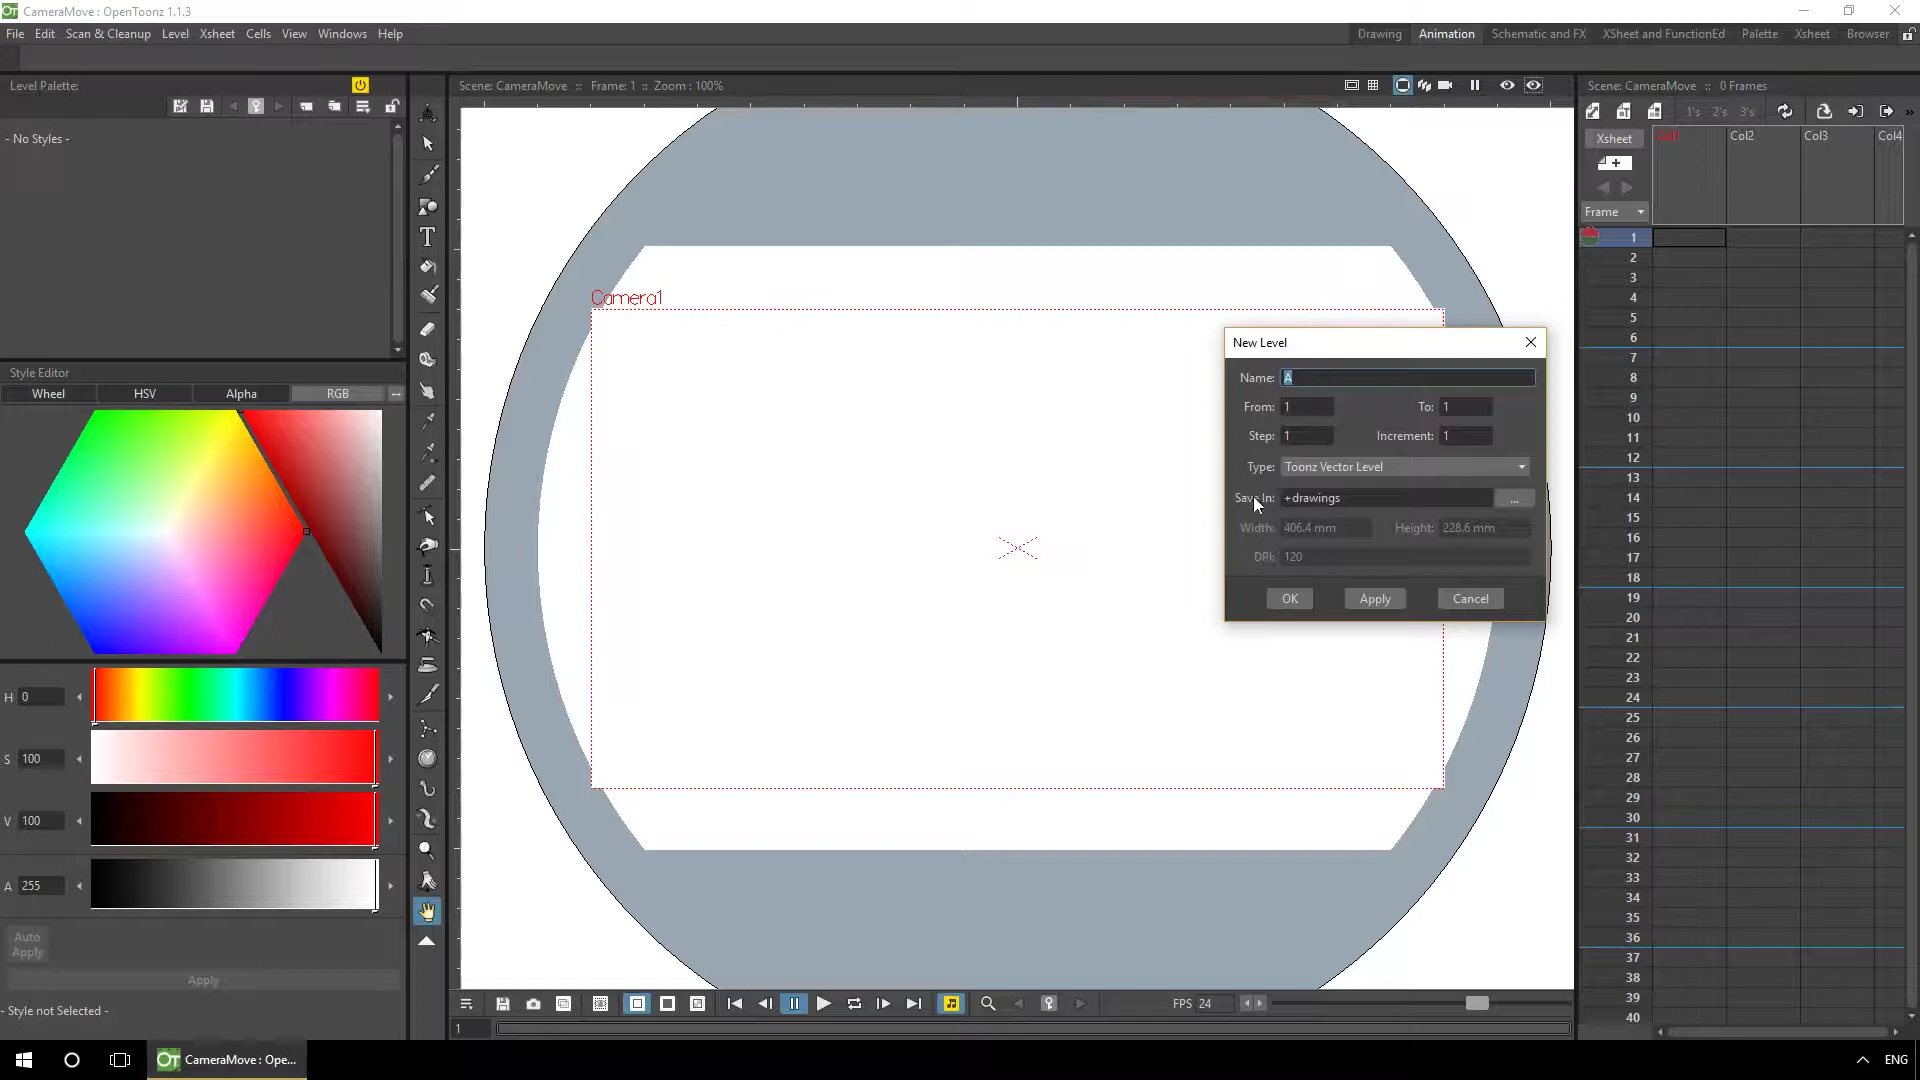 CameraMove : OpenToonz 1.1.3
File Edit Scan & Cleanup Level Xsheet Cells View Windows Help
Drawing Animation Schematic and FX XSheet and FunctionEd Palette Xsheet Browser
Level Palette:
- No Styles -
Style Editor
Wheel HSV Alpha RGB
H 0
S 100
V 100
A 255
Auto
Apply
Apply
- Style not Selected -
Scene: CameraMove :: Frame: 1 :: Zoom : 100%
Camera1
New Level
Name: A
From: 1 To: 1
Step: 1 Increment: 1
Type: Toonz Vector Level
Save In: +drawings ...
Width: 406.4 mm Height: 228.6 mm
DPI: 120
OK Apply Cancel
FPS 24
1
Scene: CameraMove :: 0 Frames
1's 2's 3's »
Xsheet
Col1 Col2 Col3 Col4
Frame
1
2
3
4
5
6
7
8
9
10
11
12
13
14
15
16
17
18
19
20
21
22
23
24
25
26
27
28
29
30
31
32
33
34
35
36
37
38
39
40
OT CameraMove : Ope...
ENG